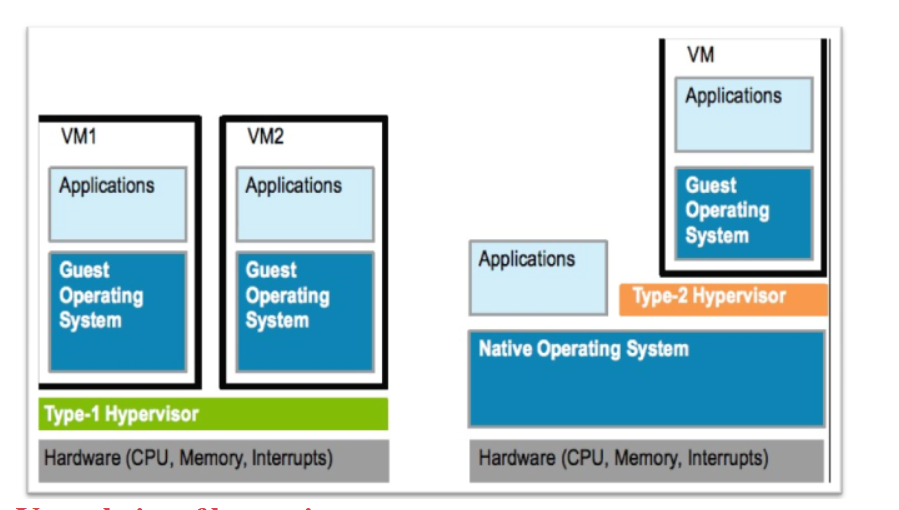 VM1
Applications
Guest
Operating
System
VM2
Applications
Guest
Operating
System
Type-1 Hypervisor
Hardware (CPU, Memory, Interrupts)
VM
Applications
Guest
Operating
System
Applications
Type-2 Hypervisor
Native Operating System
Hardware (CPU, Memory, Interrupts)